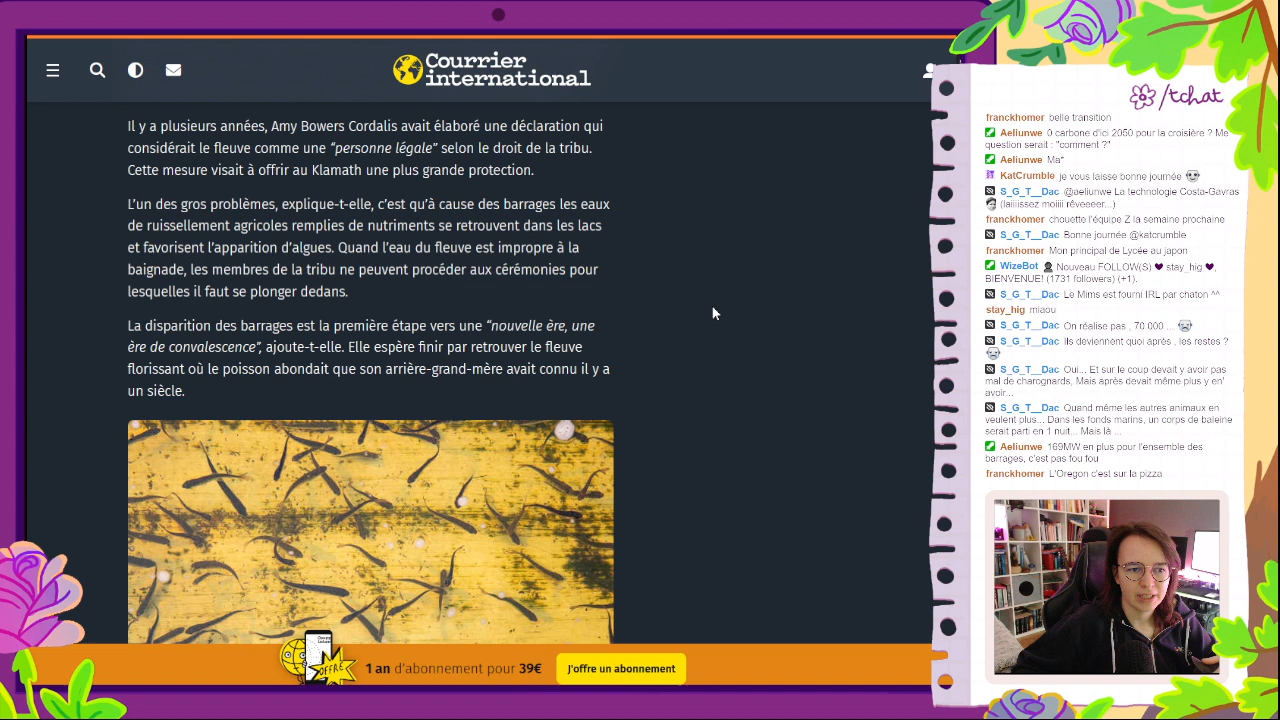 Courrier
international
Il y a plusieurs années, Amy Bowers Cordalis avait élaboré une déclaration qui
considérait le fleuve comme une “personne légale” selon le droit de la tribu.
Cette mesure visait à offrir au Klamath une plus grande protection.
L’un des gros problèmes, explique-t-elle, c’est qu’à cause des barrages les eaux
de ruissellement agricoles remplies de nutriments se retrouvent dans les lacs
et favorisent l’apparition d’algues. Quand l’eau du fleuve est impropre à la
baignade, les membres de la tribu ne peuvent procéder aux cérémonies pour
lesquelles il faut se plonger dedans.
La disparition des barrages est la première étape vers une “nouvelle ère, une
ère de convalescence”, ajoute-t-elle. Elle espère finir par retrouver le fleuve
florissant où le poisson abondait que son arrière-grand-mère avait connu il y a
un siècle.
OFFRE
1 an d’abonnement pour 39€
J'offre un abonnement
/tchat
franckhomer belle transition
Aeliunwe 0 carbone d'ici 2050 pour la croisière ? Me
question serait : "comment ?"
Aeliunwe Ma*
KatCrumble je vous laisse bonne journée
S_G_T__Dac @aeliunwe La technologie Costa-Gavras
(laiiiissez moiiii rêveeeer...)
franckhomer chouette l'équipe Z la semaine prochaine
S_G_T__Dac Bonne journée @katcrumble
franckhomer Mon principal de Lycée au japon
WizeBot Nouveau FOLLOW(S) ♥ stay_hig ♥,
BIENVENUE! (1731 followers) (+1).
S_G_T__Dac Le Mims est fourni IRL par chaton ^^
stay_hig miaou
S_G_T__Dac On réalise pas , 70 000 ...
S_G_T__Dac Ils deviennent quoi après , les restes ?
S_G_T__Dac Oui... Et sur le coup devait y avoir pas
mal de charognards, Mais après devait même plus y en'
avoir...
S_G_T__Dac Quand même les autres animaux en
veulent plus... Dans les fonds marins, un corps de baleine
serait parti en 1 nuit... Mais là ...
Aeliunwe 169MW en plus pour l'ensemble des
barrages, c'est pas fou fou
franckhomer L'Oregon c'est sur la pizza